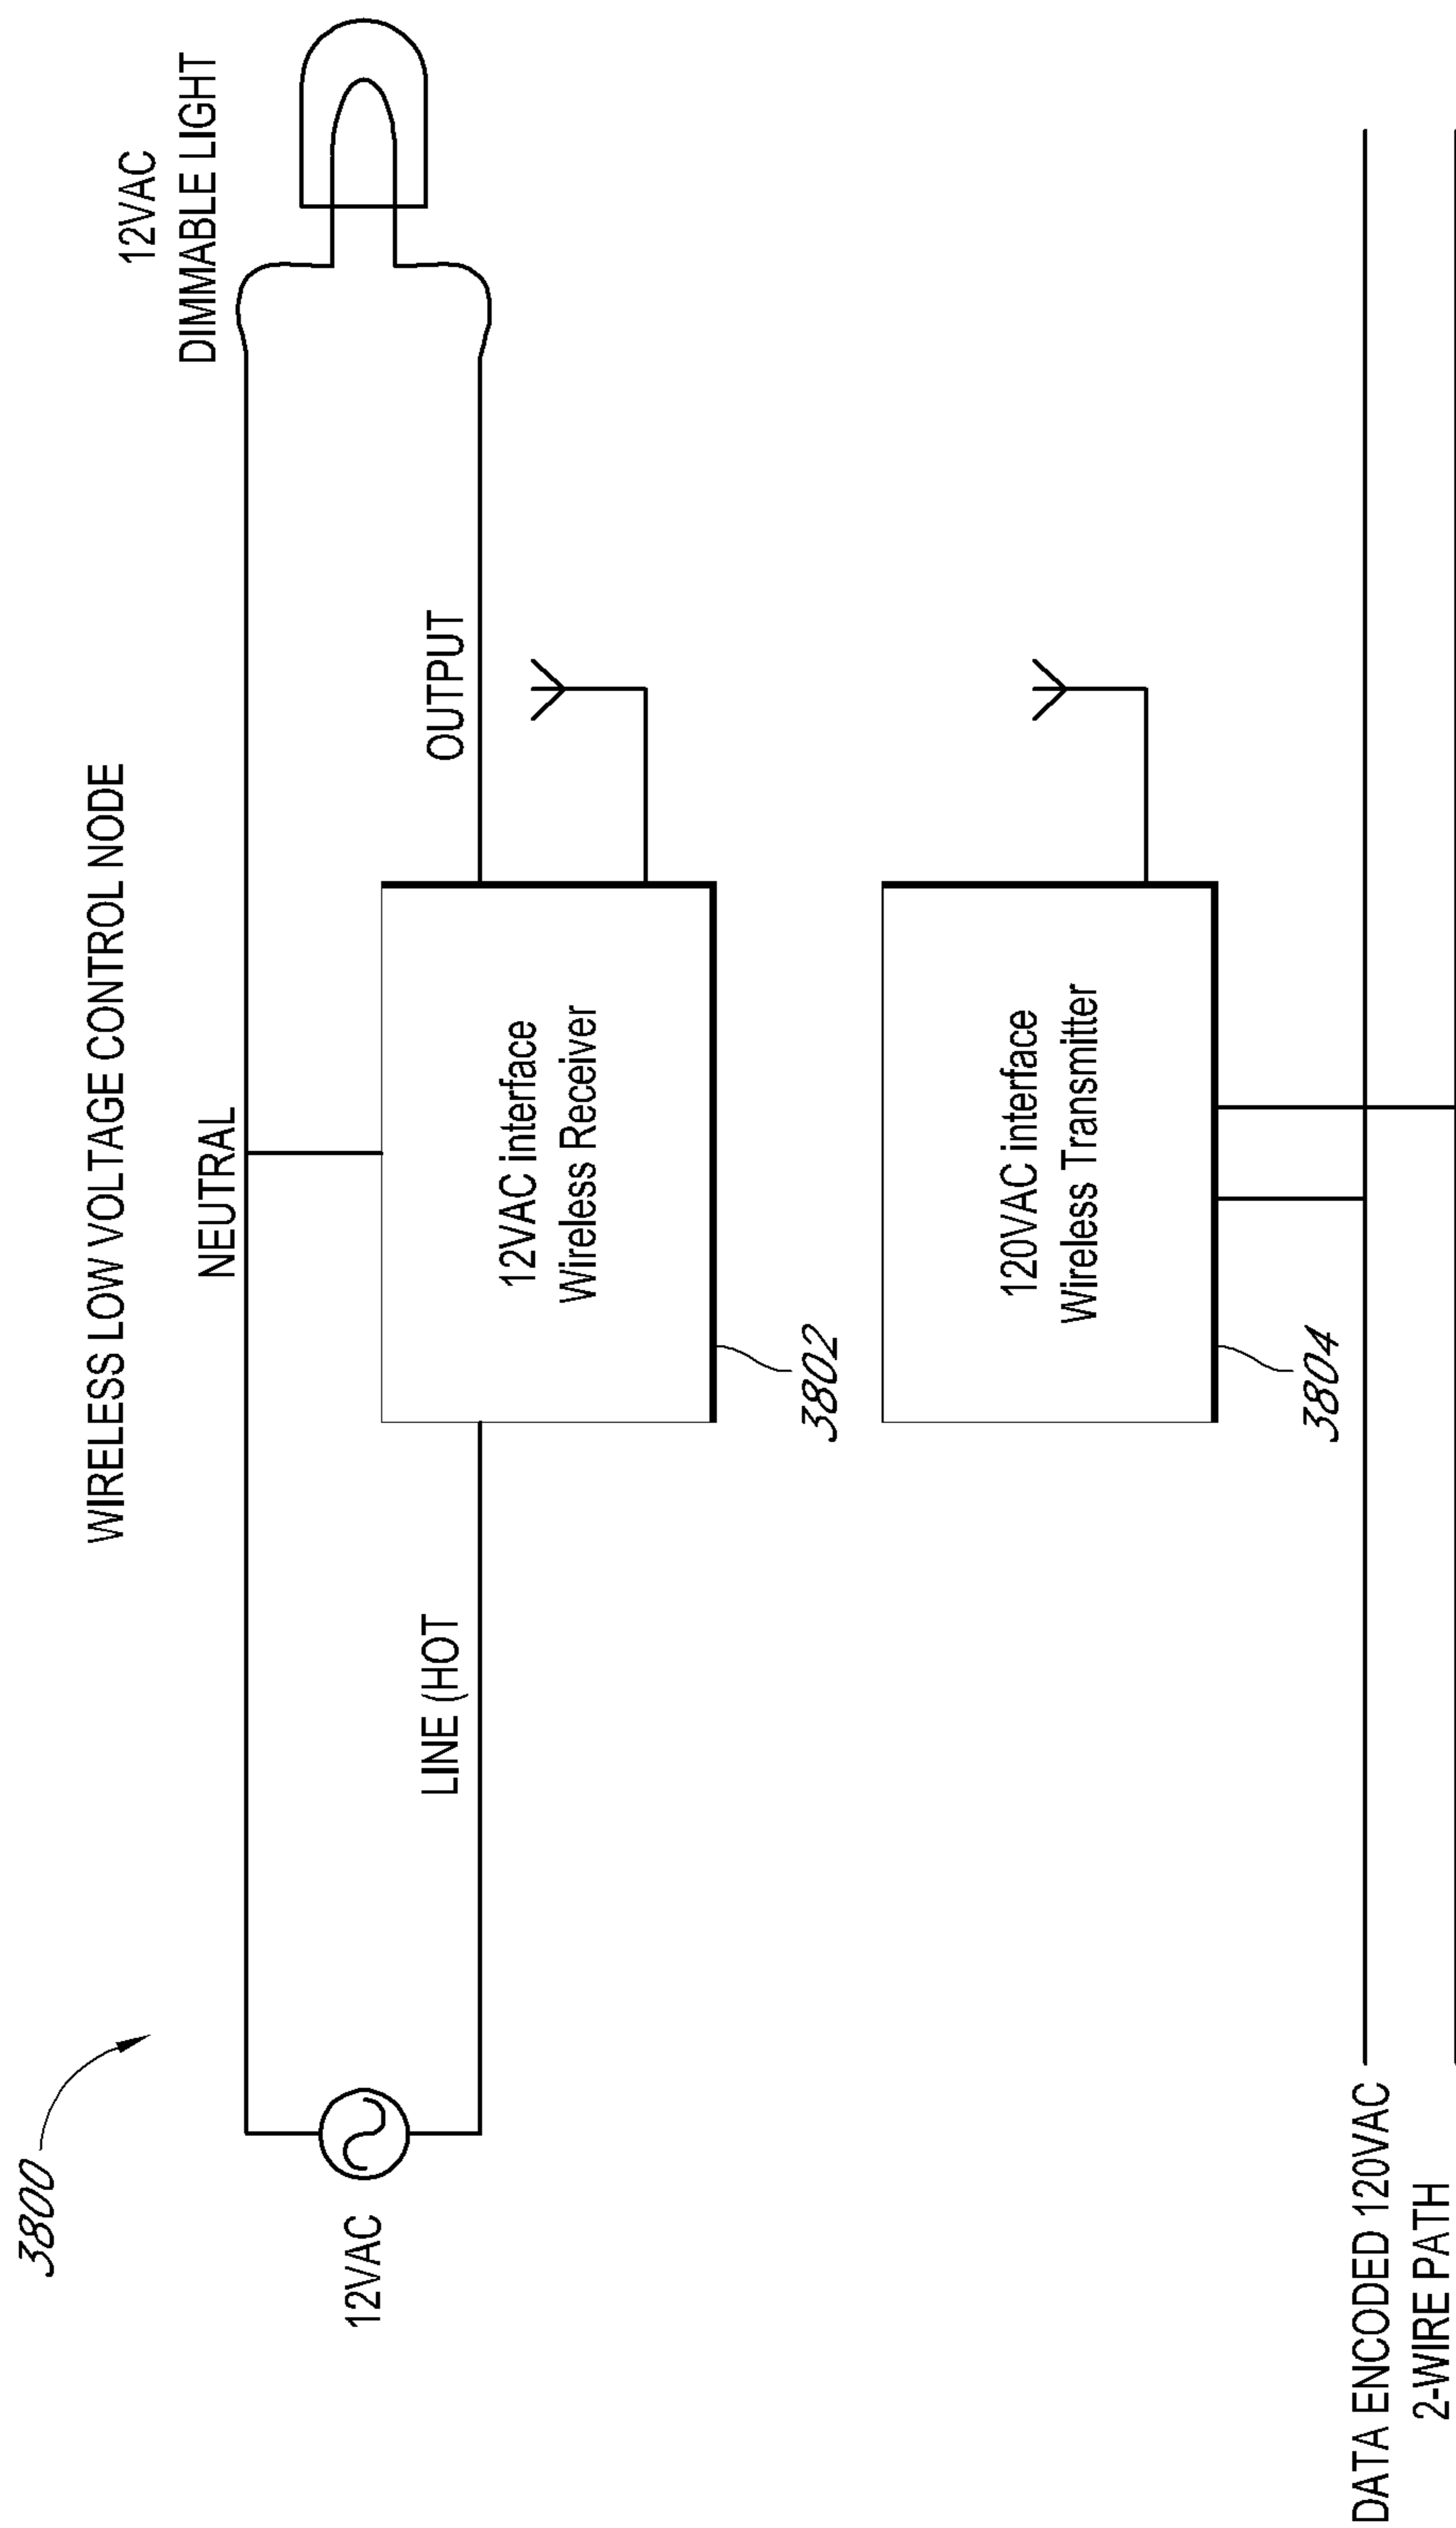 3800
WIRELESS LOW VOLTAGE CONTROL NODE
12VAC
DIMMABLE LIGHT
NEUTRAL
12VAC
LINE (HOT
OUTPUT
12VAC interface
Wireless Receiver
3802
120VAC interface
Wireless Transmitter
3804
DATA ENCODED 120VAC
2-WIRE PATH